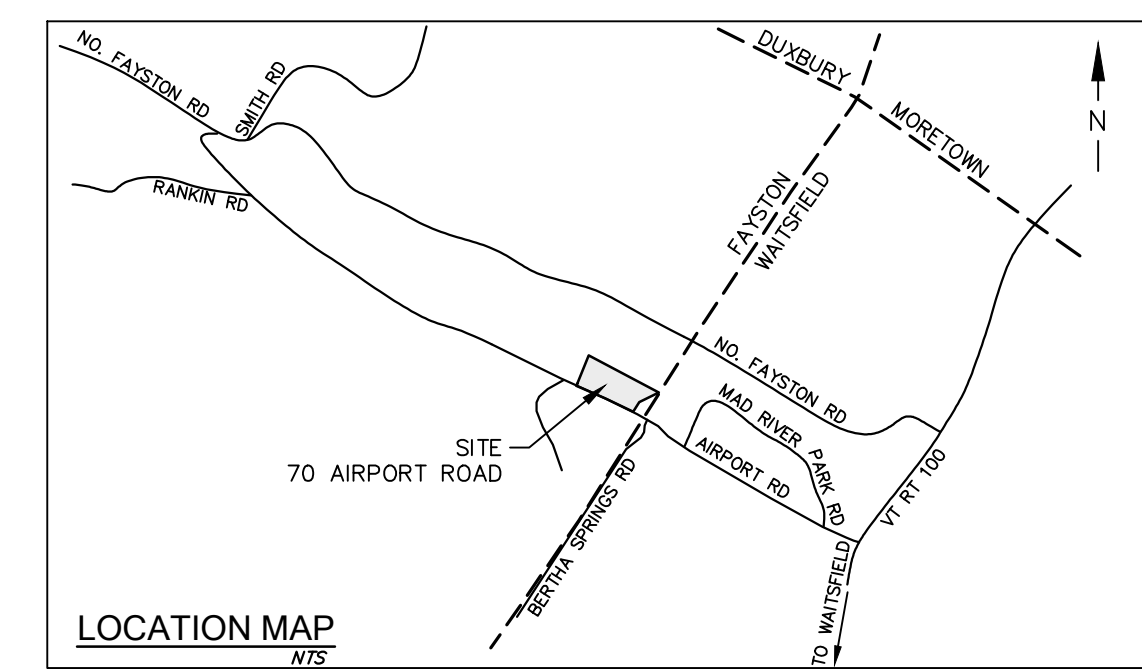 NO. FAYSTON RD
SMITH RD
RANKIN RD
DUXBURY
MORETOWN
N
FAYSTON
WAITSFIELD
NO. FAYSTON RD
MAD RIVER PARK RD
AIRPORT RD
VT RT 100
SITE
70 AIRPORT ROAD
BERTHA SPRINGS RD
TO WAITSFIELD
LOCATION MAP
NTS